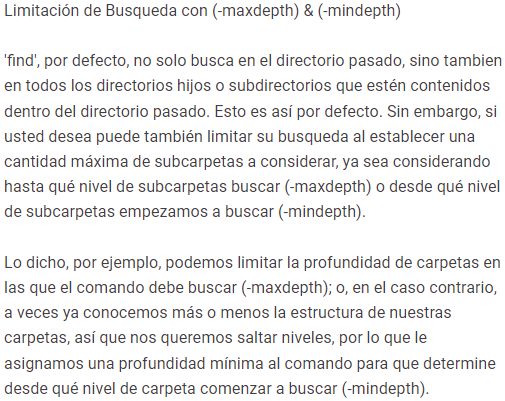 Limitación de Busqueda con (-maxdepth) & (-mindepth)
'find', por defecto, no solo busca en el directorio pasado, sino tambien
en todos los directorios hijos o subdirectorios que estén contenidos
dentro del directorio pasado. Esto es así por defecto. Sin embargo, si
usted desea puede también limitar su busqueda al establecer una
cantidad máxima de subcarpetas a considerar, ya sea considerando
hasta qué nivel de subcarpetas buscar (-maxdepth) o desde qué nivel
de subcarpetas empezamos a buscar (-mindepth).
Lo dicho, por ejemplo, podemos limitar la profundidad de carpetas en
las que el comando debe buscar (-maxdepth); o, en el caso contrario,
a veces ya conocemos más o menos la estructura de nuestras
carpetas, así que nos queremos saltar niveles, por lo que le
asignamos una profundidad mínima al comando para que determine
desde qué nivel de carpeta comenzar a buscar (-mindepth).